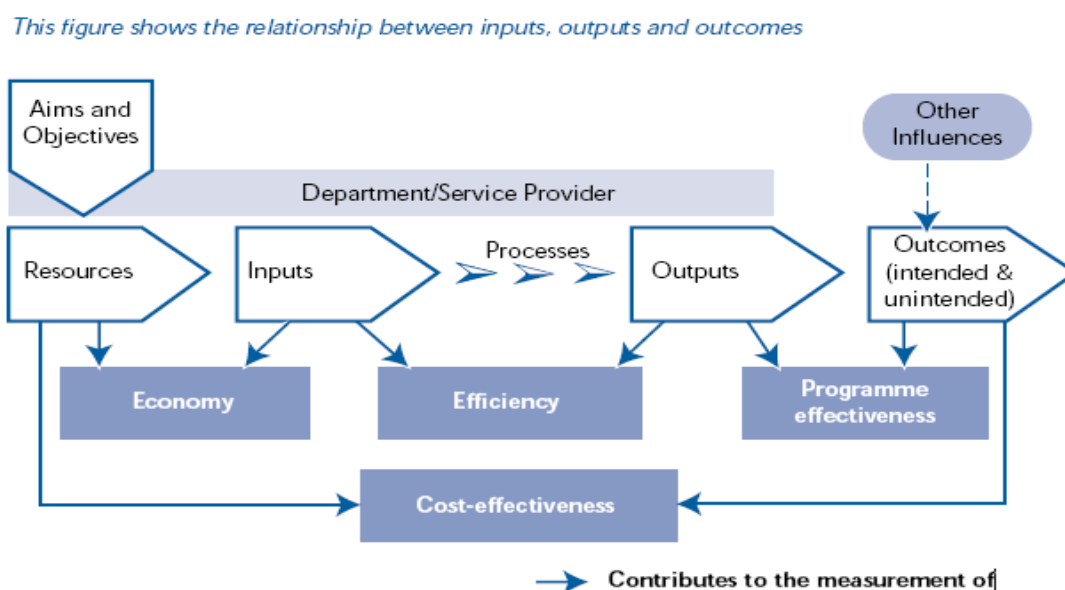 This figure shows the relationship between inputs, outputs and outcomes
Aims and
Objectives
Other
Influences
Department/Service Provider
Resources
Inputs
Processes
Outputs
Outcomes
(intended &
unintended)
Economy
Efficiency
Programme
effectiveness
Cost-effectiveness
Contributes to the measurement of